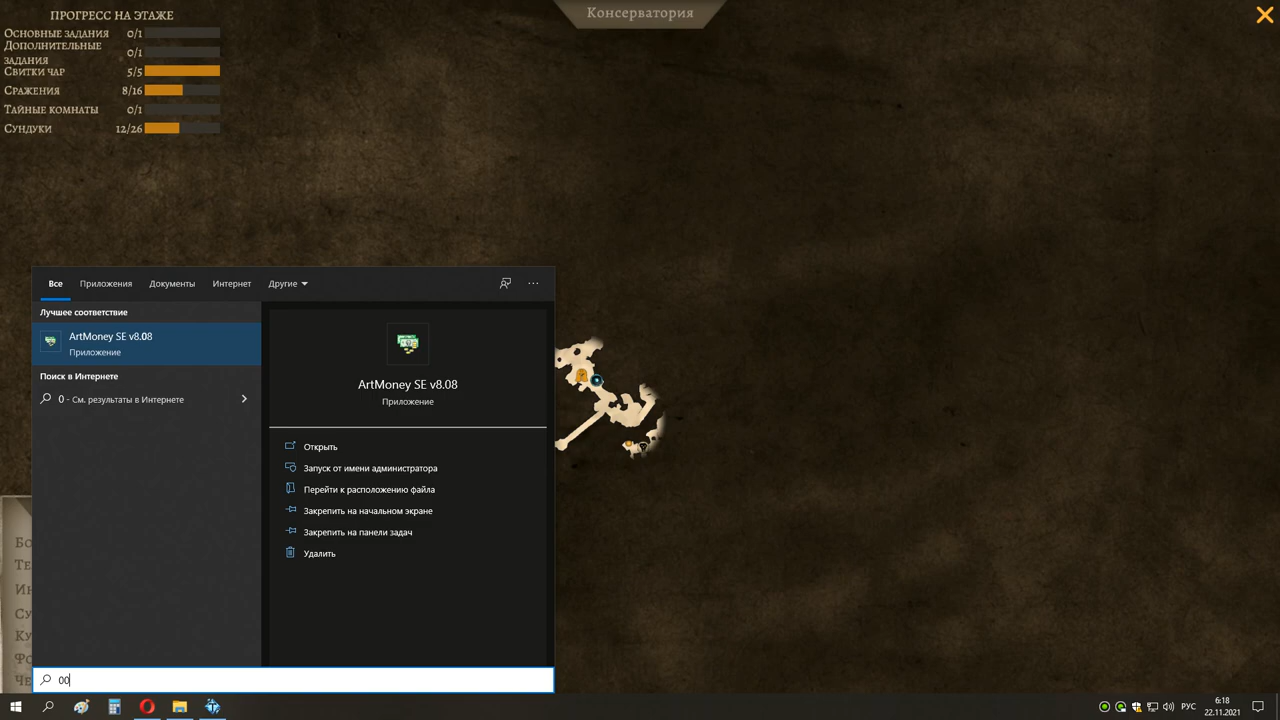 ПРОГРЕСС НА ЭТАЖЕ
ОСНОВНЫЕ ЗАДАНИЯ 0/1
ДОПОЛНИТЕЛЬНЫЕ ЗАДАНИЯ 0/1
СВИТКИ ЧАР 5/5
СРАЖЕНИЯ 8/16
ТАЙНЫЕ КОМНАТЫ 0/1
СУНДУКИ 12/26
Консерватория
Все Приложения Документы Интернет Другие
Лучшее соответствие
ArtMoney SE v8.08
Приложение
Поиск в Интернете
0 - См. результаты в Интернете
ArtMoney SE v8.08
Приложение
Открыть
Запуск от имени администратора
Перейти к расположению файла
Закрепить на начальном экране
Закрепить на панели задач
Удалить
00
РУС
6:18
22.11.2021